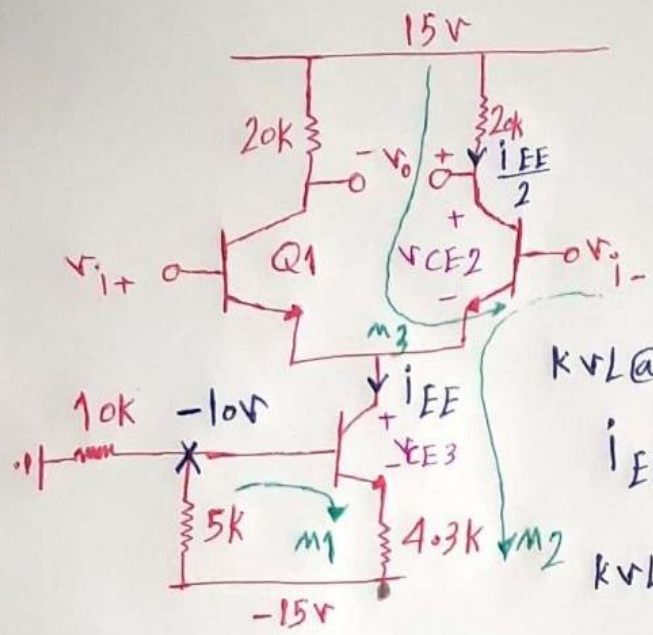 15v
20k
20k
- vo +
iEE/2
+
vi+
Q1
vCE2
vi-
-
M3
KVL@
iEE
10k
-10v
+
-vCE3
iE
5k
M1
4.3k
M2
KVL
-15v